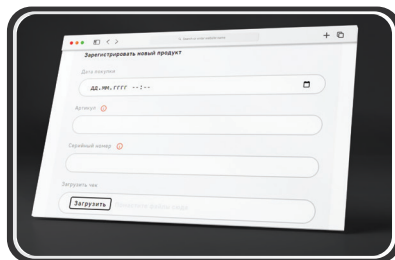 Зарегистрировать новый продукт
Дата покупки
дд.мм.гггг --:--
Артикул
Серийный номер
Загрузить чек
Загрузить